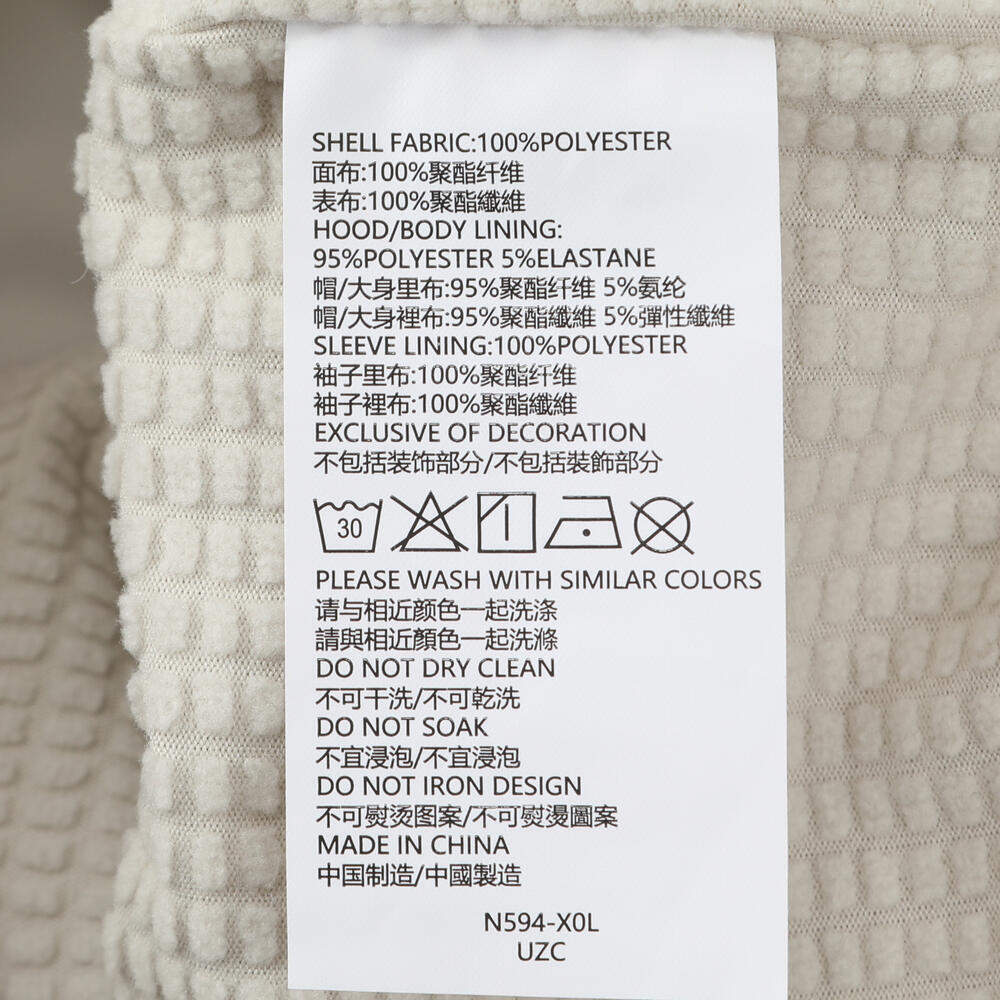 SHELL FABRIC:100%POLYESTER
面布:100%聚酯纤维
表布:100%聚酯纖維
HOOD/BODY LINING:
95%POLYESTER 5%ELASTANE
帽/大身里布:95%聚酯纤维 5%氨纶
帽/大身裡布:95%聚酯纖維 5%彈性纖維
SLEEVE LINING:100%POLYESTER
袖子里布:100%聚酯纤维
袖子裡布:100%聚酯纖維
EXCLUSIVE OF DECORATION
不包括装饰部分/不包括裝飾部分
30
PLEASE WASH WITH SIMILAR COLORS
请与相近颜色一起洗涤
請與相近顏色一起洗滌
DO NOT DRY CLEAN
不可干洗/不可乾洗
DO NOT SOAK
不宜浸泡/不宜浸泡
DO NOT IRON DESIGN
不可熨烫图案/不可熨燙圖案
MADE IN CHINA
中国制造/中國製造
N594-X0L
UZC